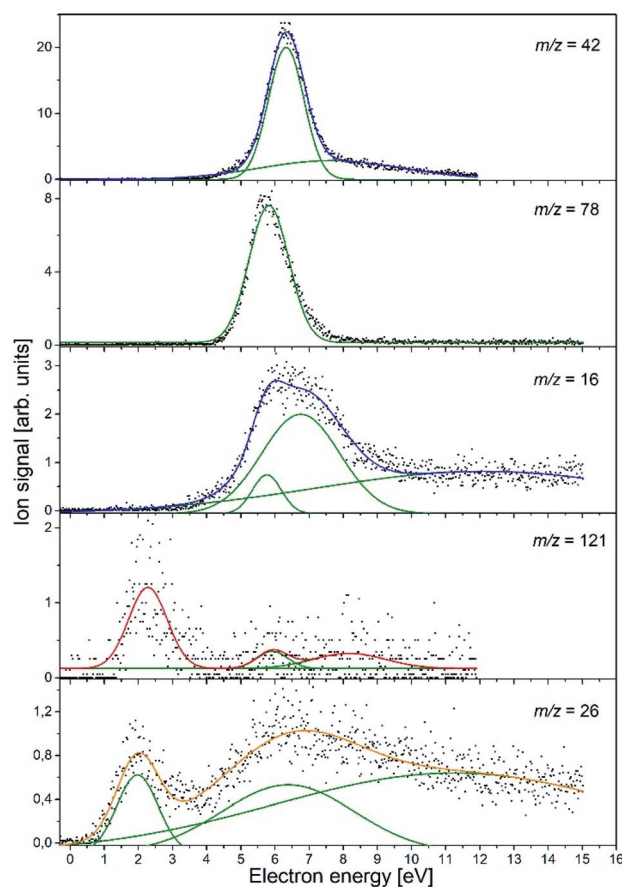 20
10
0
m/z = 42
8
4
0
m/z = 78
3
2
1
0
m/z = 16
2
1
0
m/z = 121
1,2
0,8
0,4
0,0
m/z = 26
0 1 2 3 4 5 6 7 8 9 10 11 12 13 14 15 16
Electron energy [eV]
Ion signal [arb. units]